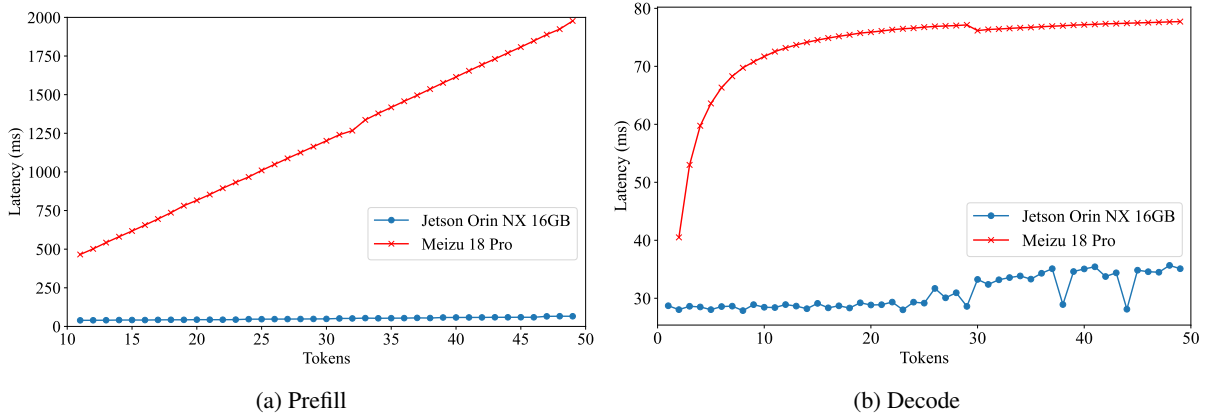 2000
1750
1500
1250
1000
750
500
250
0
Latency (ms)
10 15 20 25 30 35 40 45 50
Tokens
Jetson Orin NX 16GB
Meizu 18 Pro
(a) Prefill
80
70
60
50
40
30
Latency (ms)
0 10 20 30 40 50
Tokens
Jetson Orin NX 16GB
Meizu 18 Pro
(b) Decode